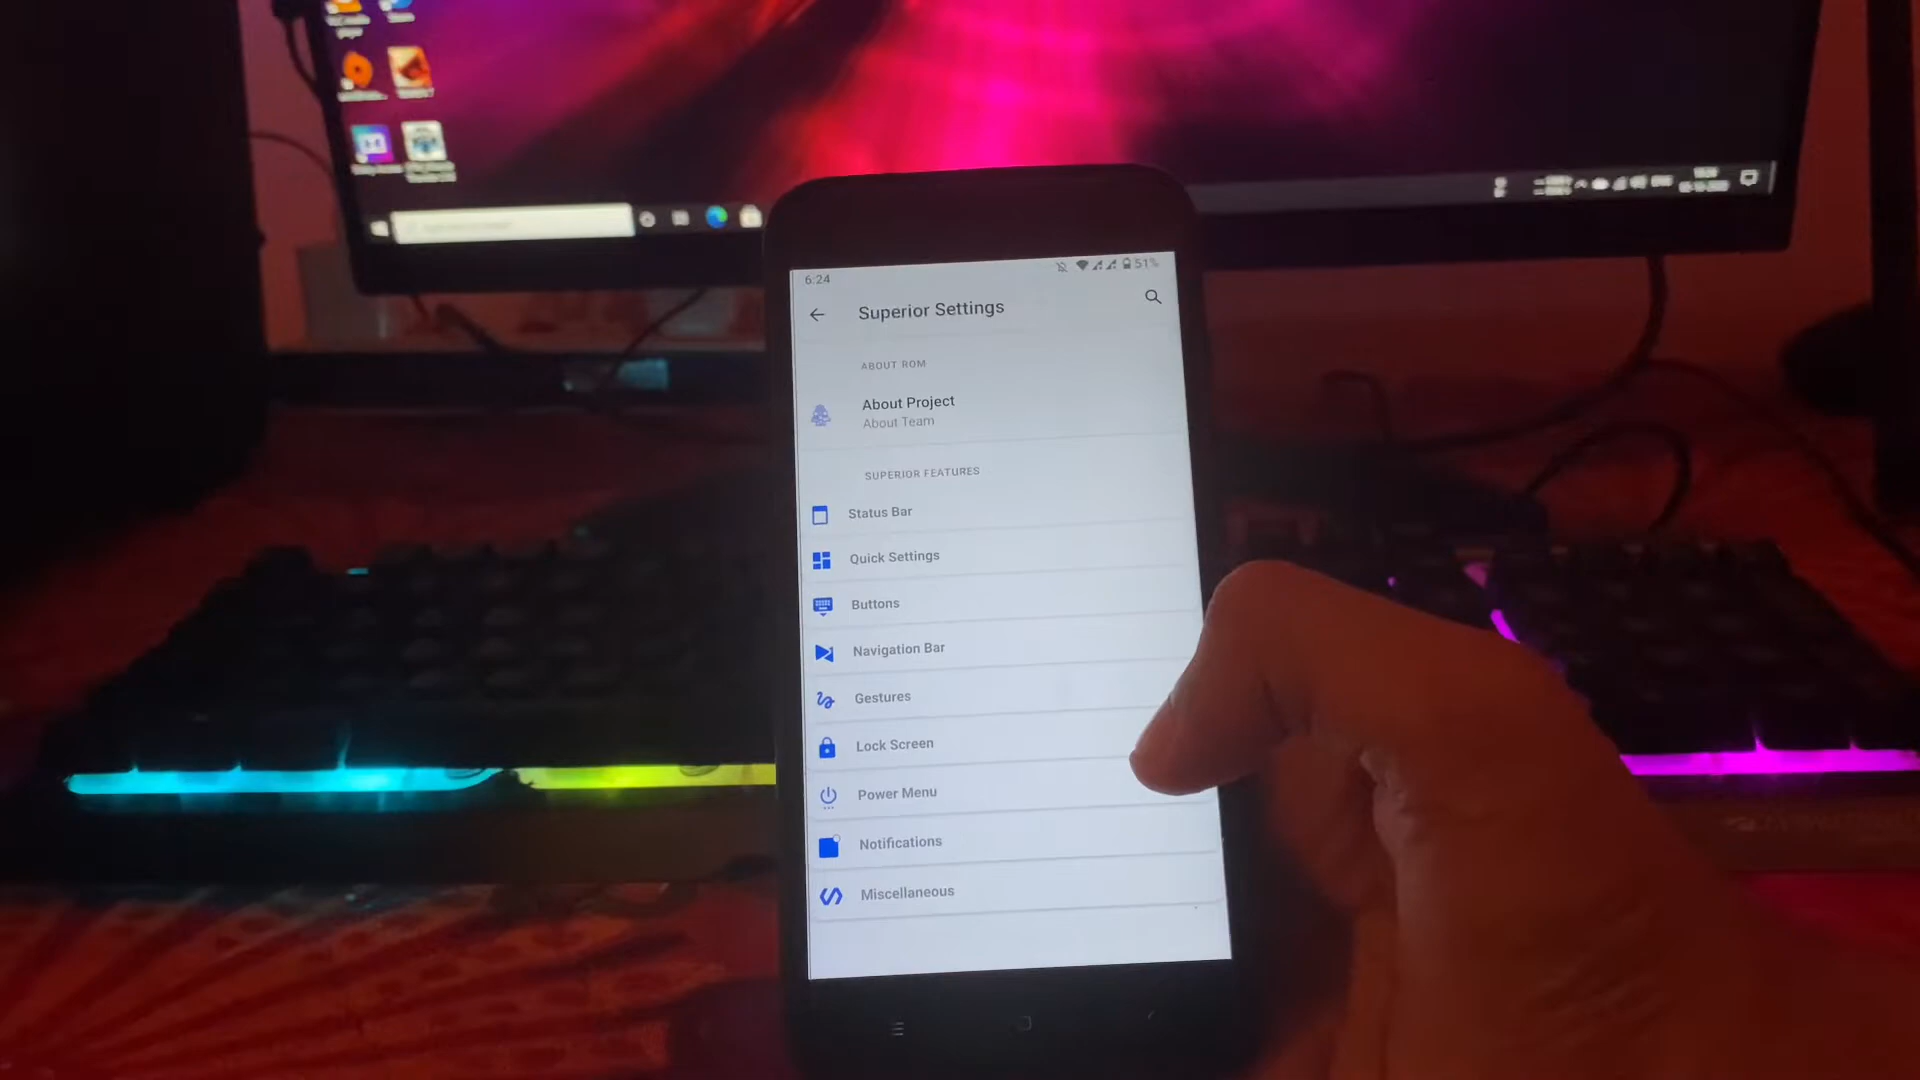 6:24
51%
Superior Settings
ABOUT ROM
About Project
About Team
SUPERIOR FEATURES
Status Bar
Quick Settings
Buttons
Navigation Bar
Gestures
Lock Screen
Power Menu
Notifications
Miscellaneous